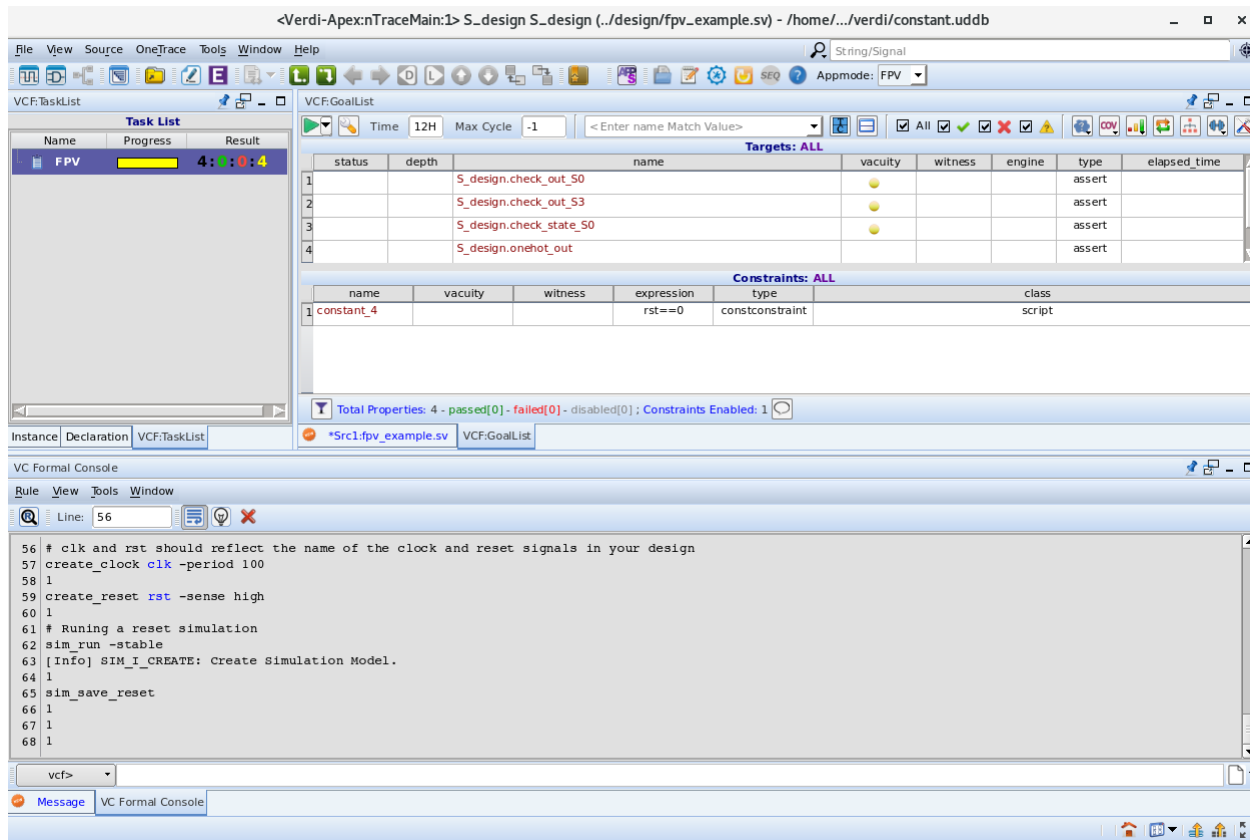 <Verdi-Apex:nTraceMain:1> S_design S_design (../design/fpv_example.sv) - /home/.../verdi/constant.uddb
File View Source OneTrace Tools Window Help
String/Signal
SEQ
Appmode: FPV
VCF:TaskList
Task List
Name Progress Result
FPV 4:0:0:4
VCF:GoalList
Time 12H Max Cycle -1 <Enter name Match Value> All COV
Targets: ALL
status depth name vacuity witness engine type elapsed_time
1 S_design.check_out_S0 assert
2 S_design.check_out_S3 assert
3 S_design.check_state_S0 assert
4 S_design.onehot_out assert
Constraints: ALL
name vacuity witness expression type class
1 constant_4 rst==0 constconstraint script
Total Properties: 4 - passed[0] - failed[0] - disabled[0] ; Constraints Enabled: 1
Instance Declaration VCF:TaskList
*Src1:fpv_example.sv VCF:GoalList
VC Formal Console
Rule View Tools Window
Line: 56
56 # clk and rst should reflect the name of the clock and reset signals in your design
57 create_clock clk -period 100
58 1
59 create_reset rst -sense high
60 1
61 # Runing a reset simulation
62 sim_run -stable
63 [Info] SIM_I_CREATE: Create Simulation Model.
64 1
65 sim_save_reset
66 1
67 1
68 1
vcf>
Message VC Formal Console